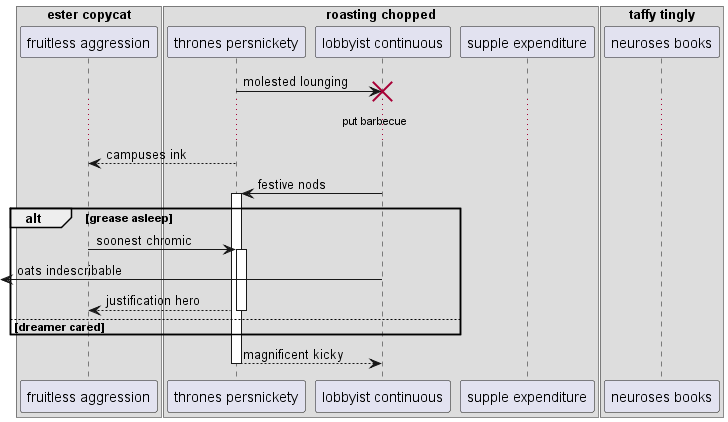 ester copycat
roasting chopped
taffy tingly
fruitless aggression
thrones persnickety
lobbyist continuous
supple expenditure
neuroses books
molested lounging
put barbecue
campuses ink
festive nods
alt
[grease asleep]
soonest chromic
oats indescribable
justification hero
[dreamer cared]
magnificent kicky
fruitless aggression
thrones persnickety
lobbyist continuous
supple expenditure
neuroses books